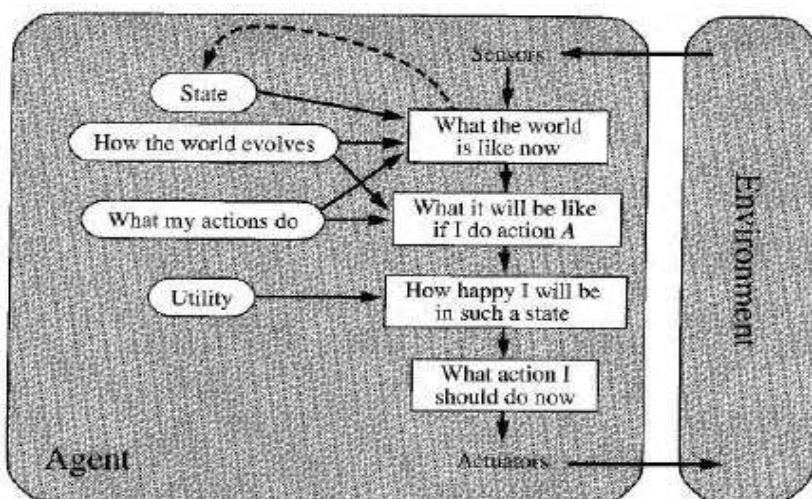 Sensors
State
What the world
is like now
How the world evolves
What it will be like
if I do action A
What my actions do
How happy I will be
in such a state
Utility
What action I
should do now
Agent
Actuators
Environment